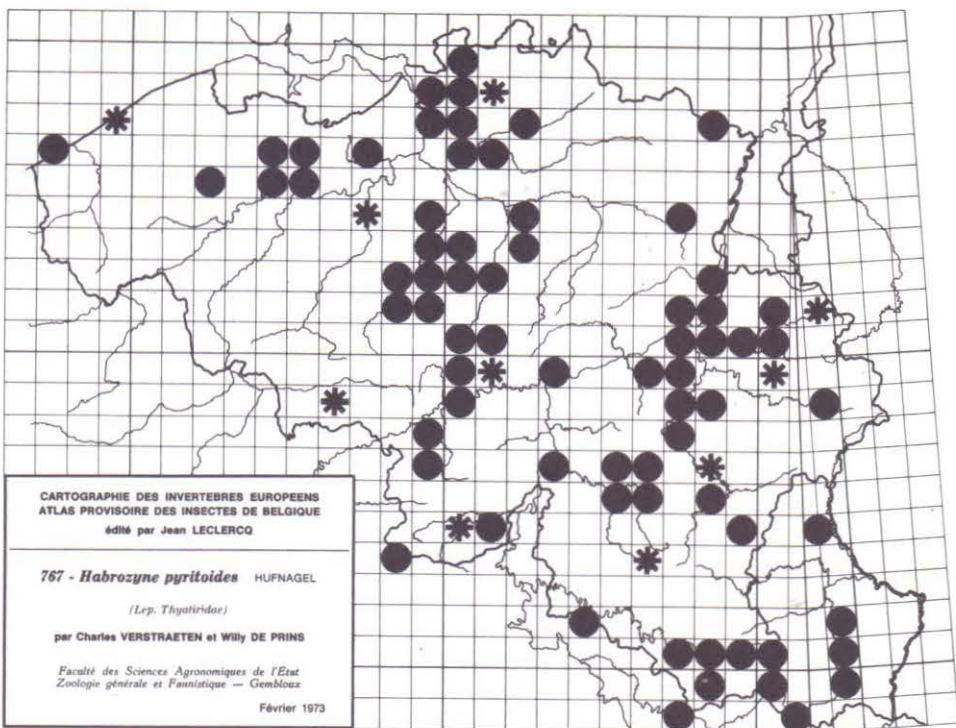 CARTOGRAPHIE DES INVERTEBRES EUROPEENS
ATLAS PROVISOIRE DES INSECTES DE BELGIQUE
édité par Jean LECLERCQ
767 - Habrozyne pyritoides HUFNAGEL
(Lep. Thyatiridae)
par Charles VERSTRAETEN et Willy DE PRINS
Faculté des Sciences Agronomiques de l'Etat
Zoologie générale et Faunistique — Gembloux
Février 1973